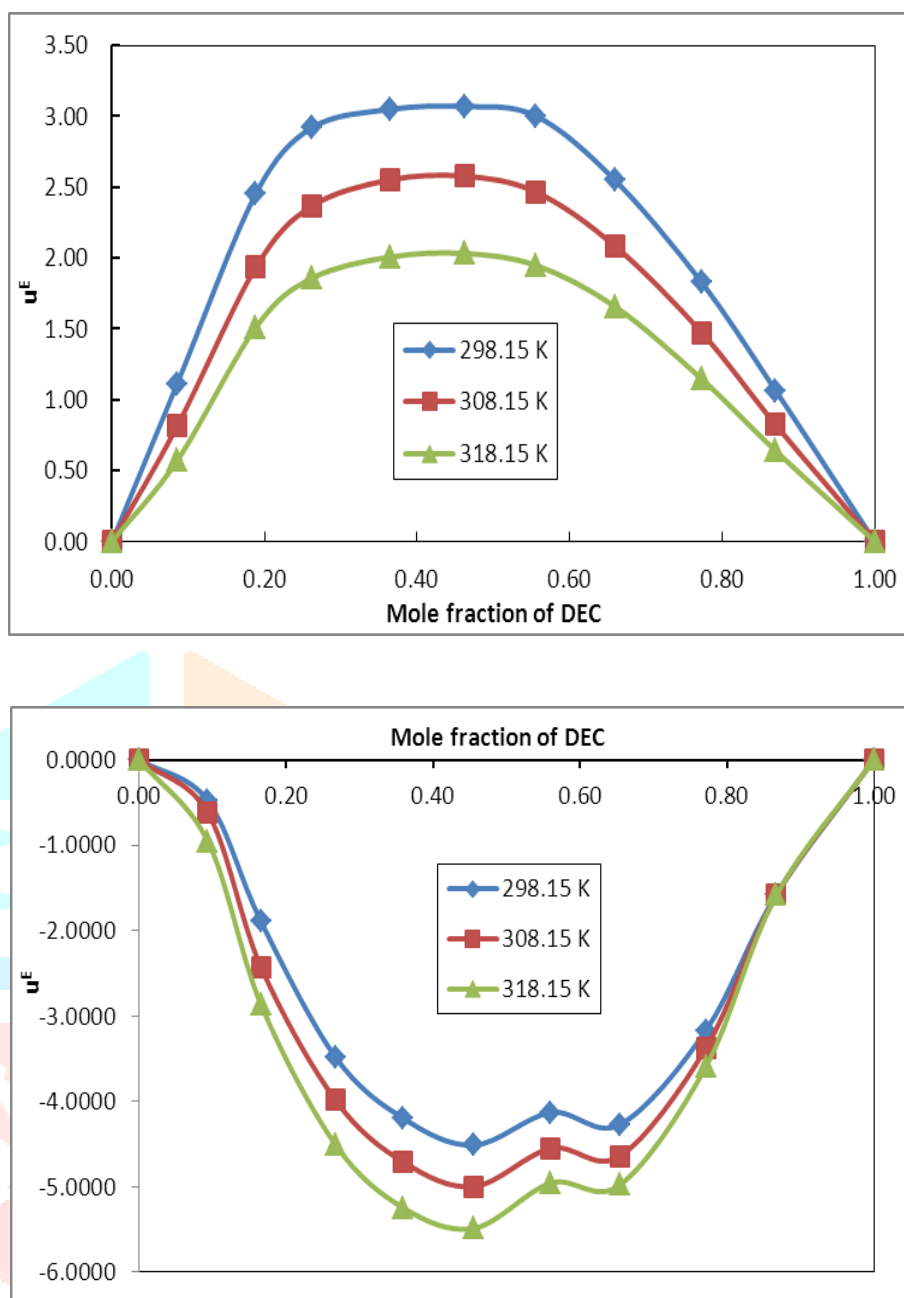 3.50
3.00
2.50
2.00
1.50
1.00
0.50
0.00
uᴱ
298.15 K
308.15 K
318.15 K
0.00 0.20 0.40 0.60 0.80 1.00
Mole fraction of DEC
Mole fraction of DEC
0.0000
0.00 0.20 0.40 0.60 0.80 1.00
-1.0000
-2.0000
-3.0000
-4.0000
-5.0000
-6.0000
uᴱ
298.15 K
308.15 K
318.15 K